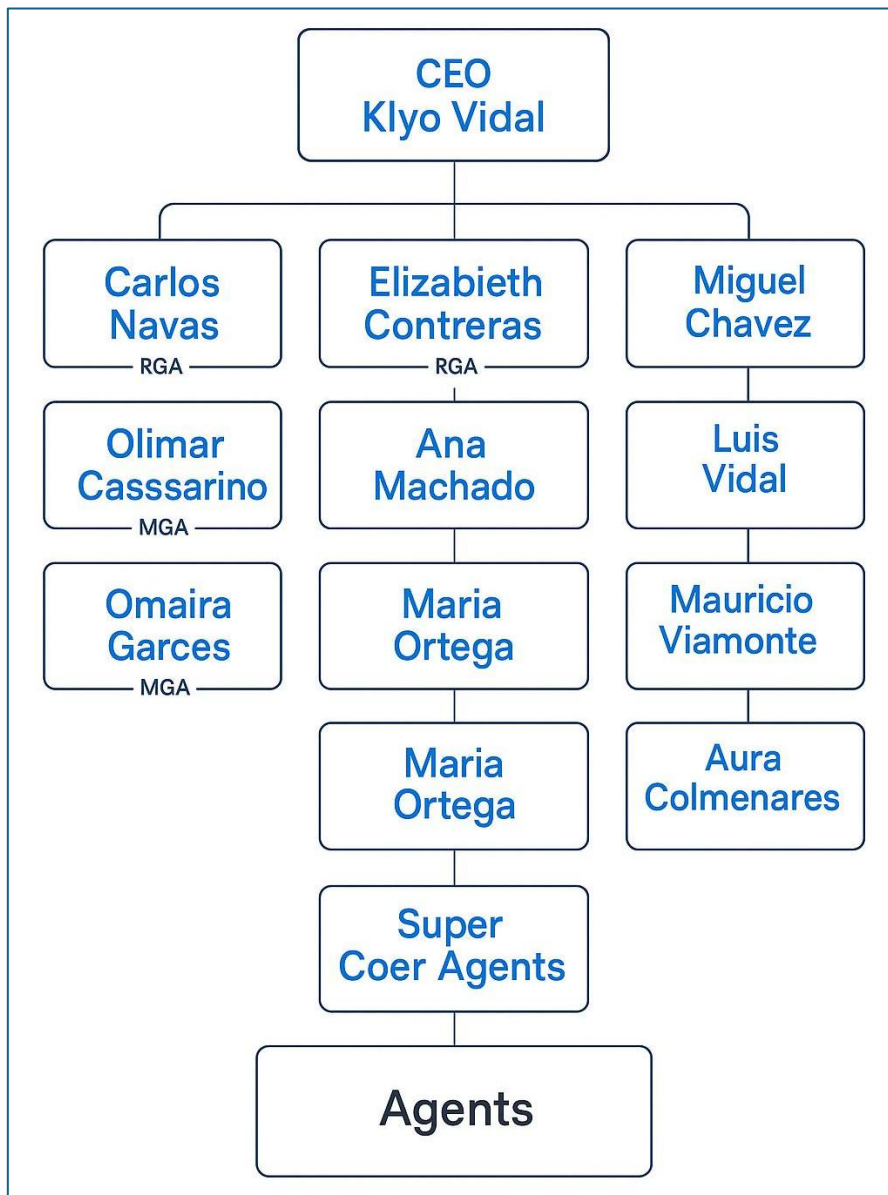 CEO
Klyo Vidal
Carlos
Navas
RGA
Elizabieth
Contreras
RGA
Miguel
Chavez
Olimar
Casssarino
MGA
Ana
Machado
Luis
Vidal
Omaira
Garces
MGA
Maria
Ortega
Mauricio
Viamonte
Maria
Ortega
Aura
Colmenares
Super
Coer Agents
Agents